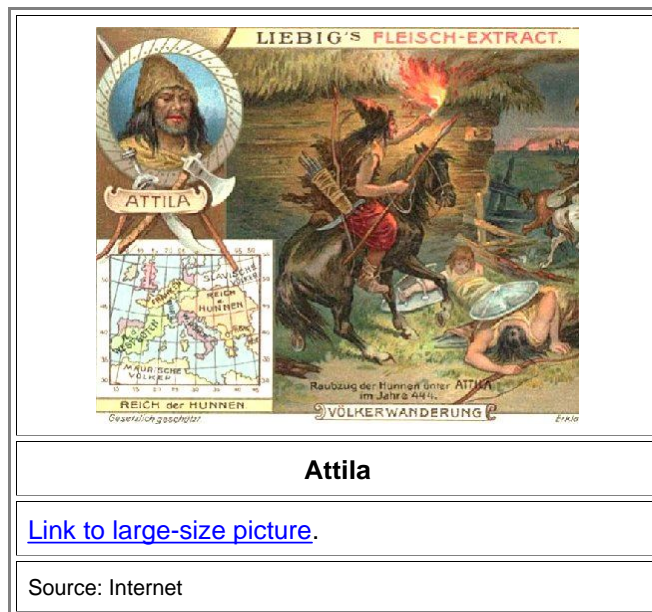 LIEBIG'S FLEISCH-EXTRACT.
ATTILA
SLAVISCHE
REICH
HUNNEN
MAURISCHE
VÖLKER
REICH der HUNNEN
Raubzug der Hunnen unter ATTILA
im Jahre 444.
VÖLKERWANDERUNG
Gesetzlich geschützt.
Attila
Link to large-size picture.
Source: Internet